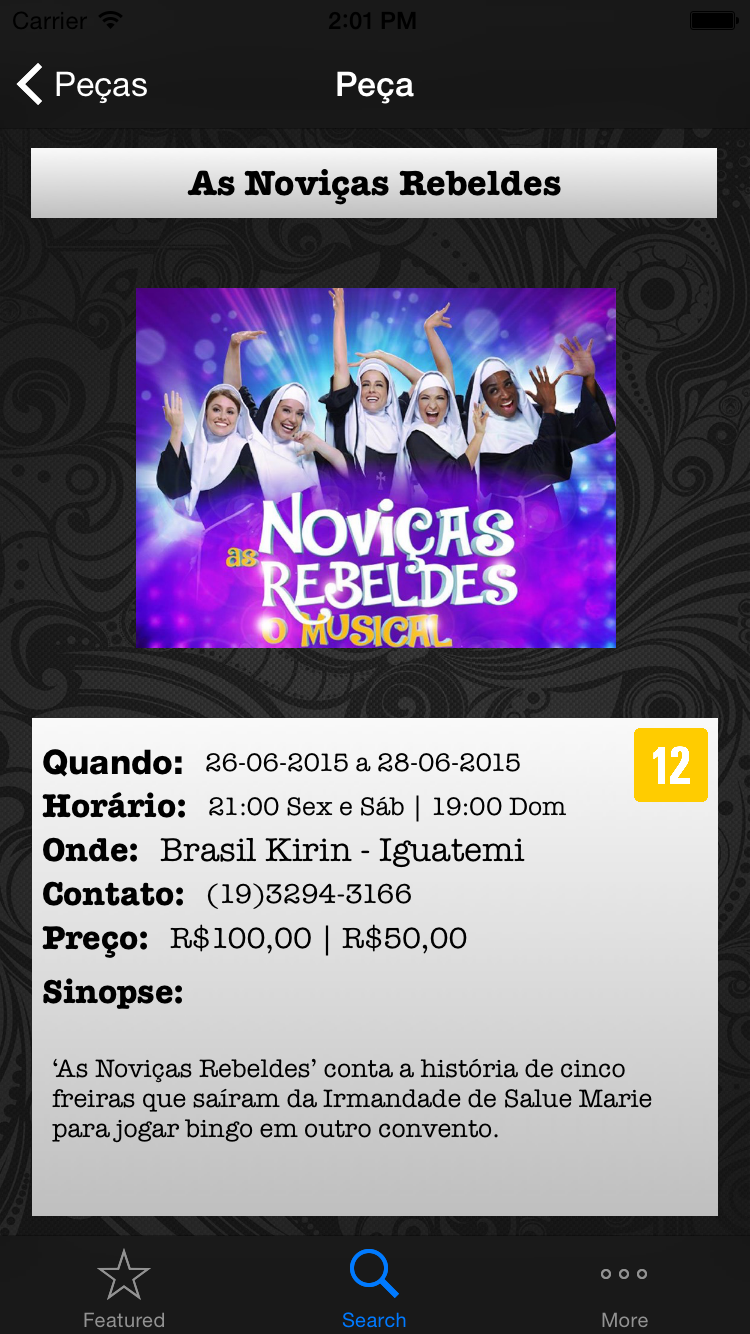 Carrier 2:01 PM
Peças Peça
As Noviças Rebeldes
NOVIÇAS
as REBELDES
O MUSICAL
Quando: 26-06-2015 a 28-06-2015 12
Horário: 21:00 Sex e Sáb | 19:00 Dom
Onde: Brasil Kirin - Iguatemi
Contato: (19)3294-3166
Preço: R$100,00 | R$50,00
Sinopse:
‘As Noviças Rebeldes’ conta a história de cinco
freiras que saíram da Irmandade de Salue Marie
para jogar bingo em outro convento.
Featured Search More